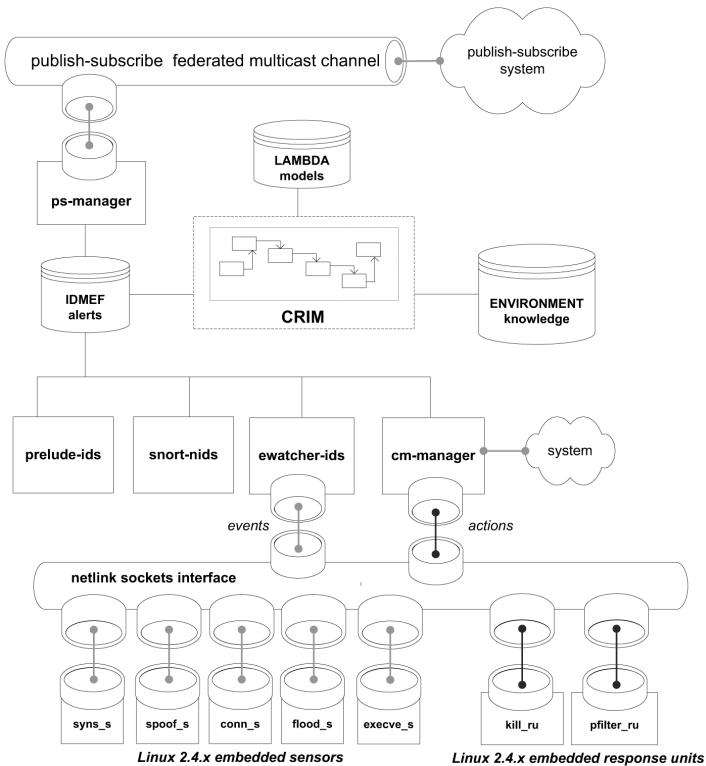 publish-subscribe federated multicast channel
publish-subscribe
system
LAMBDA
models
ps-manager
IDMEF
alerts
CRIM
ENVIRONMENT
knowledge
prelude-ids
snort-nids
ewatcher-ids
cm-manager
system
events
actions
netlink sockets interface
syns_s
spoof_s
conn_s
flood_s
execve_s
kill_ru
pfilter_ru
Linux 2.4.x embedded sensors
Linux 2.4.x embedded response units